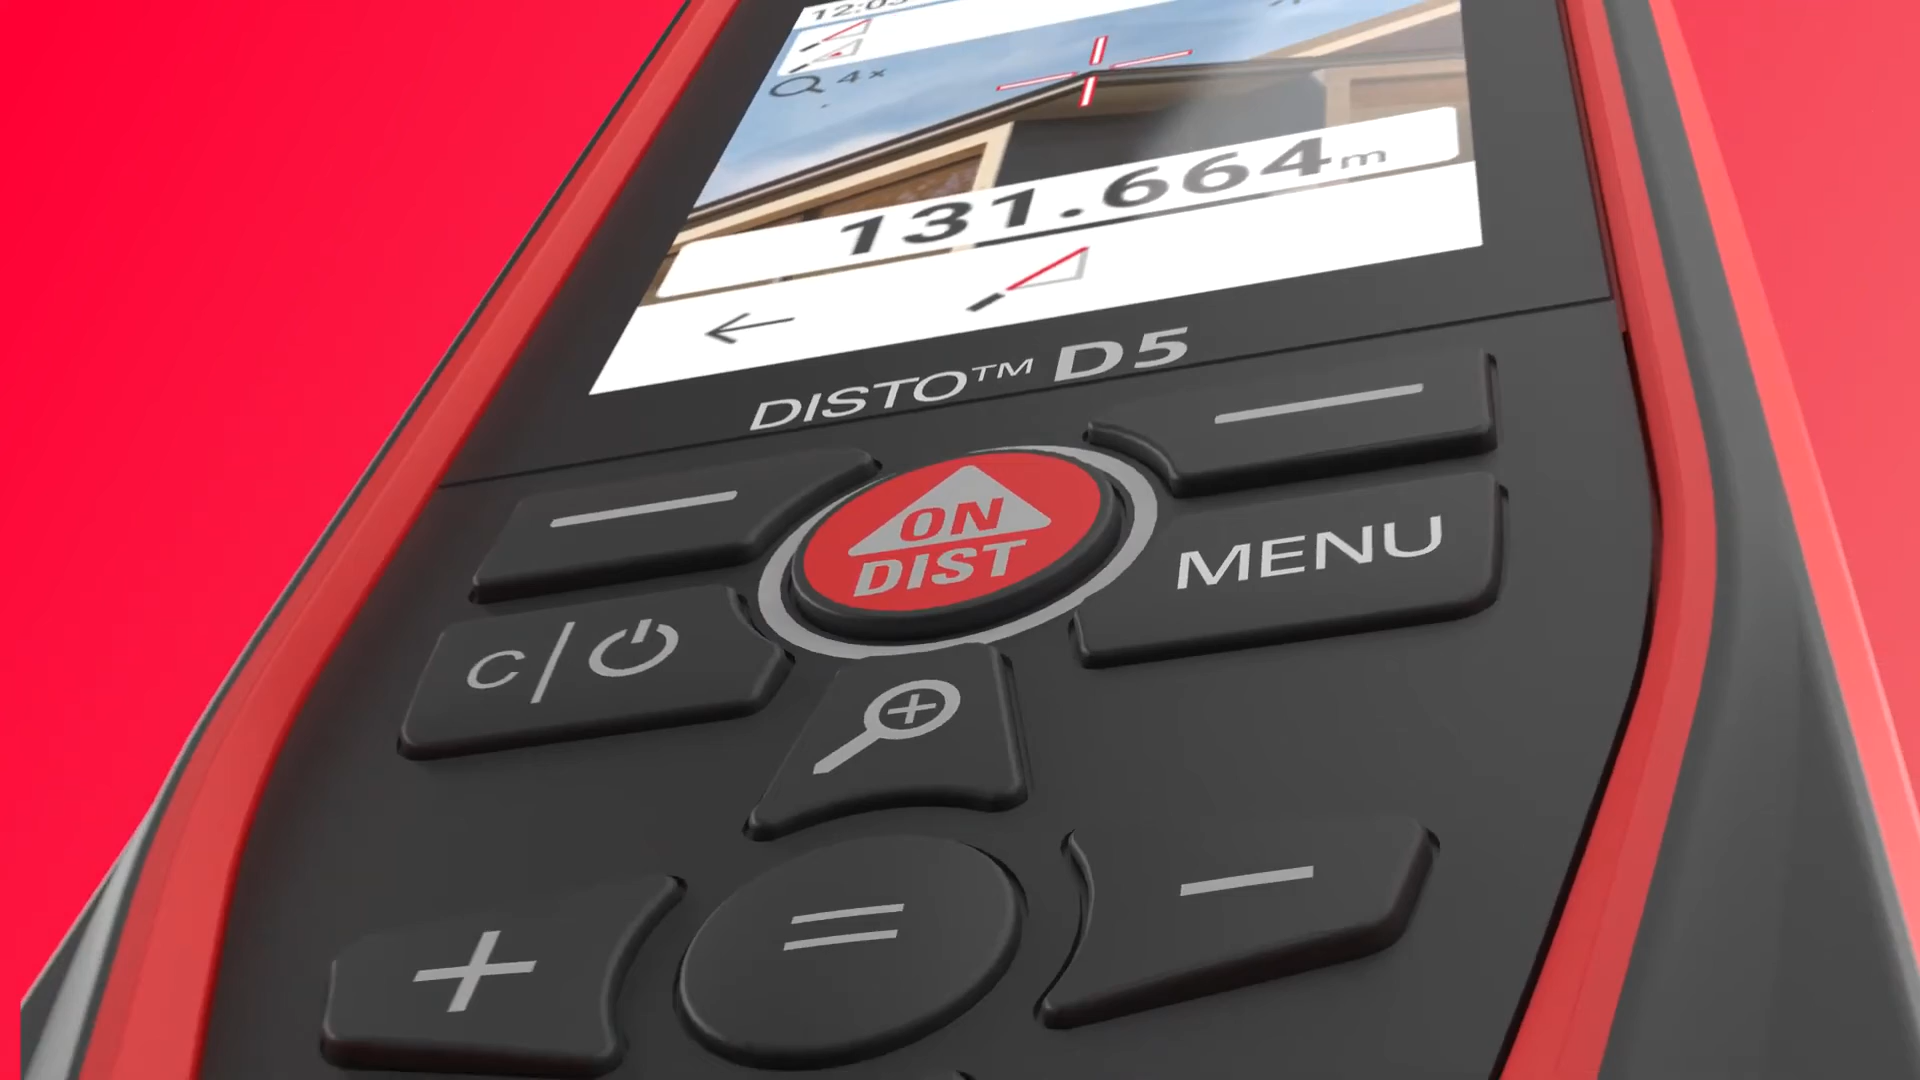 4x
131.664m
DISTO™ D5
ON
DIST
MENU
C
+
=
−